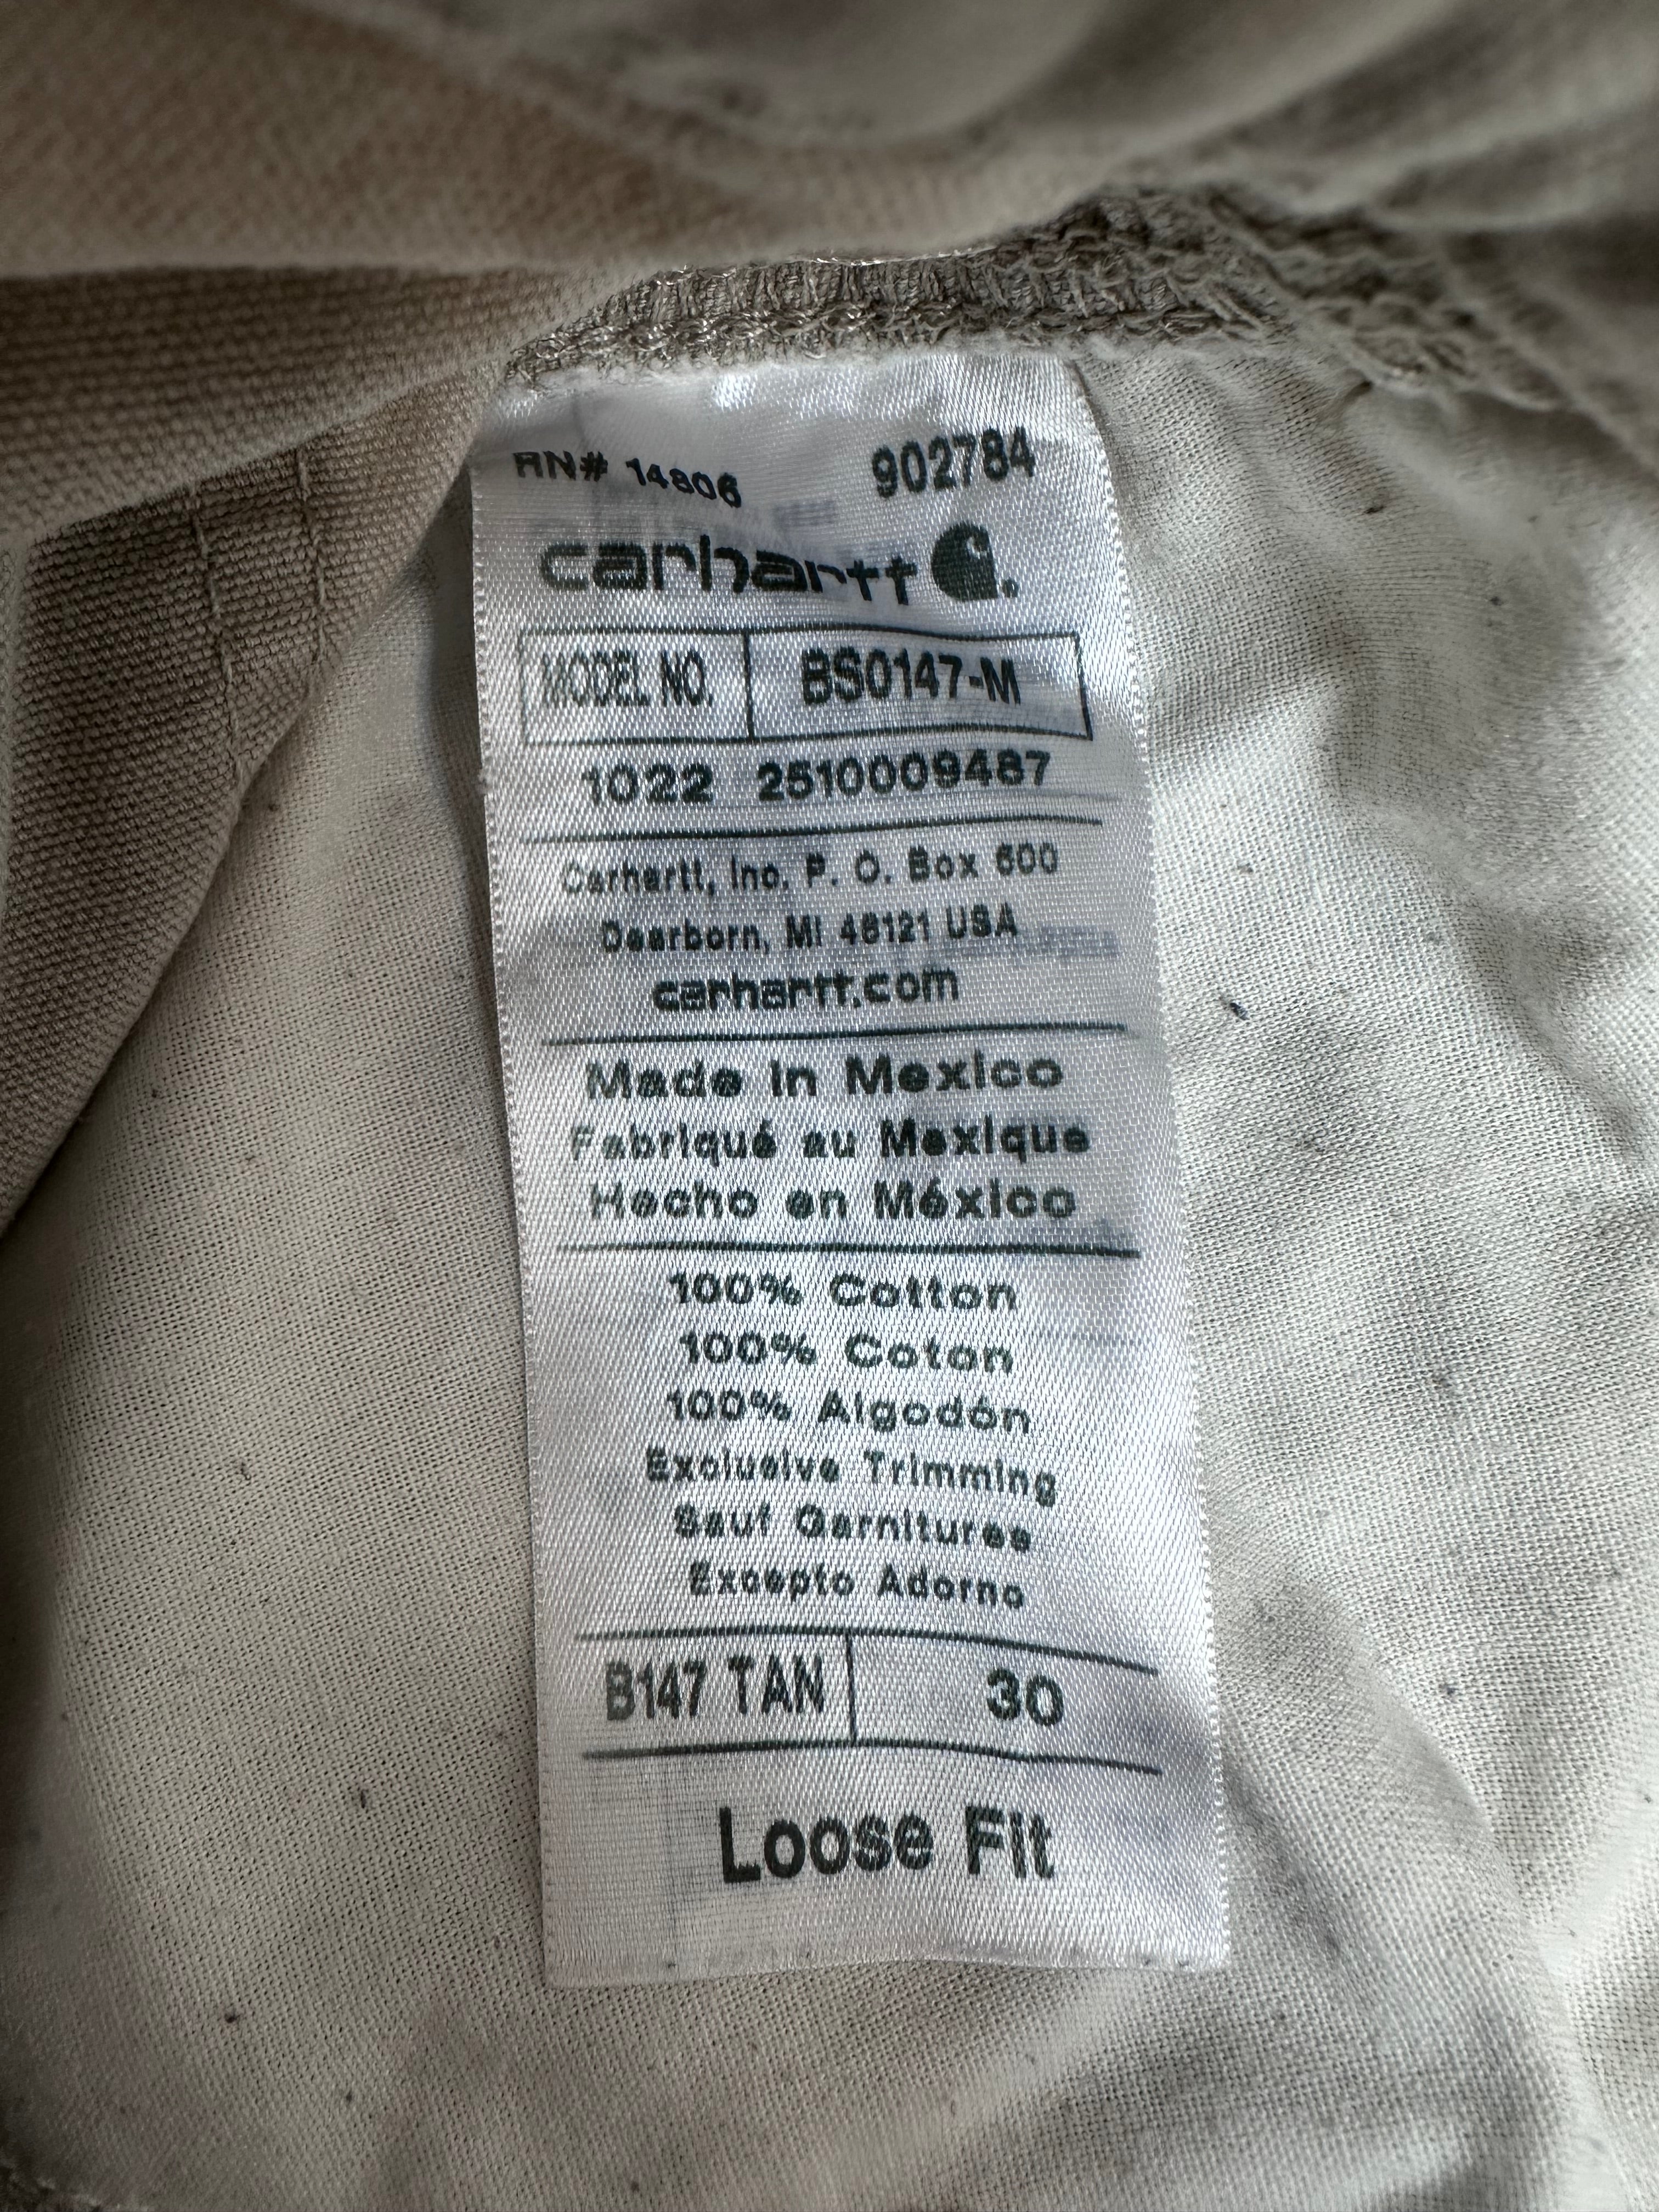 RN# 14806 902784
carhartt
MODEL NO. BS0147-M
1022 2510009487
Carhartt, Inc. P. O. Box 600
Dearborn, MI 48121 USA
carhartt.com
Made in Mexico
Fabriqué au Mexique
Hecho en México
100% Cotton
100% Coton
100% Algodón
Exclusive Trimming
Sauf Garnitures
Excepto Adorno
B147 TAN 30
Loose Fit